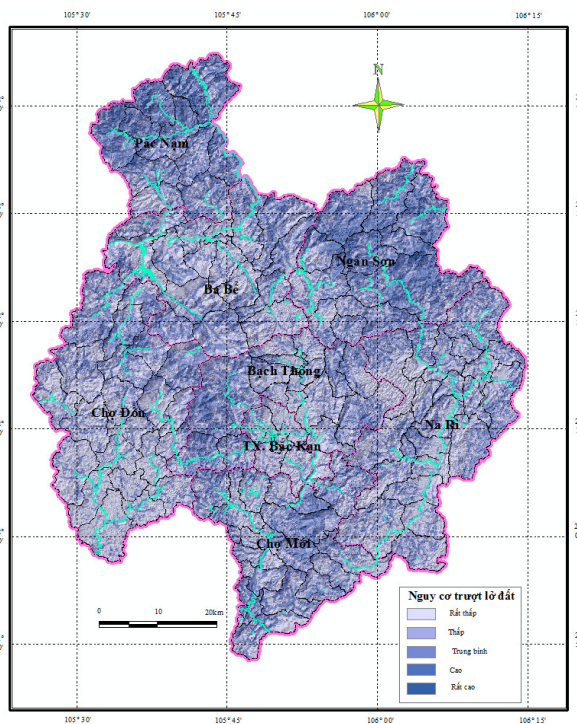 105° 30' 105° 45' 106° 00' 106° 15'
N
Pác Nặm
Ngân Sơn
Ba Bể
Bạch Thông
Chợ Đồn
Na Rì
TX. Bắc Kạn
Chợ Mới
Nguy cơ trượt lở đất
0 10 20km
Rất thấp
Thấp
Trung bình
Cao
Rất cao
105° 30' 105° 45' 106° 00' 106° 15'